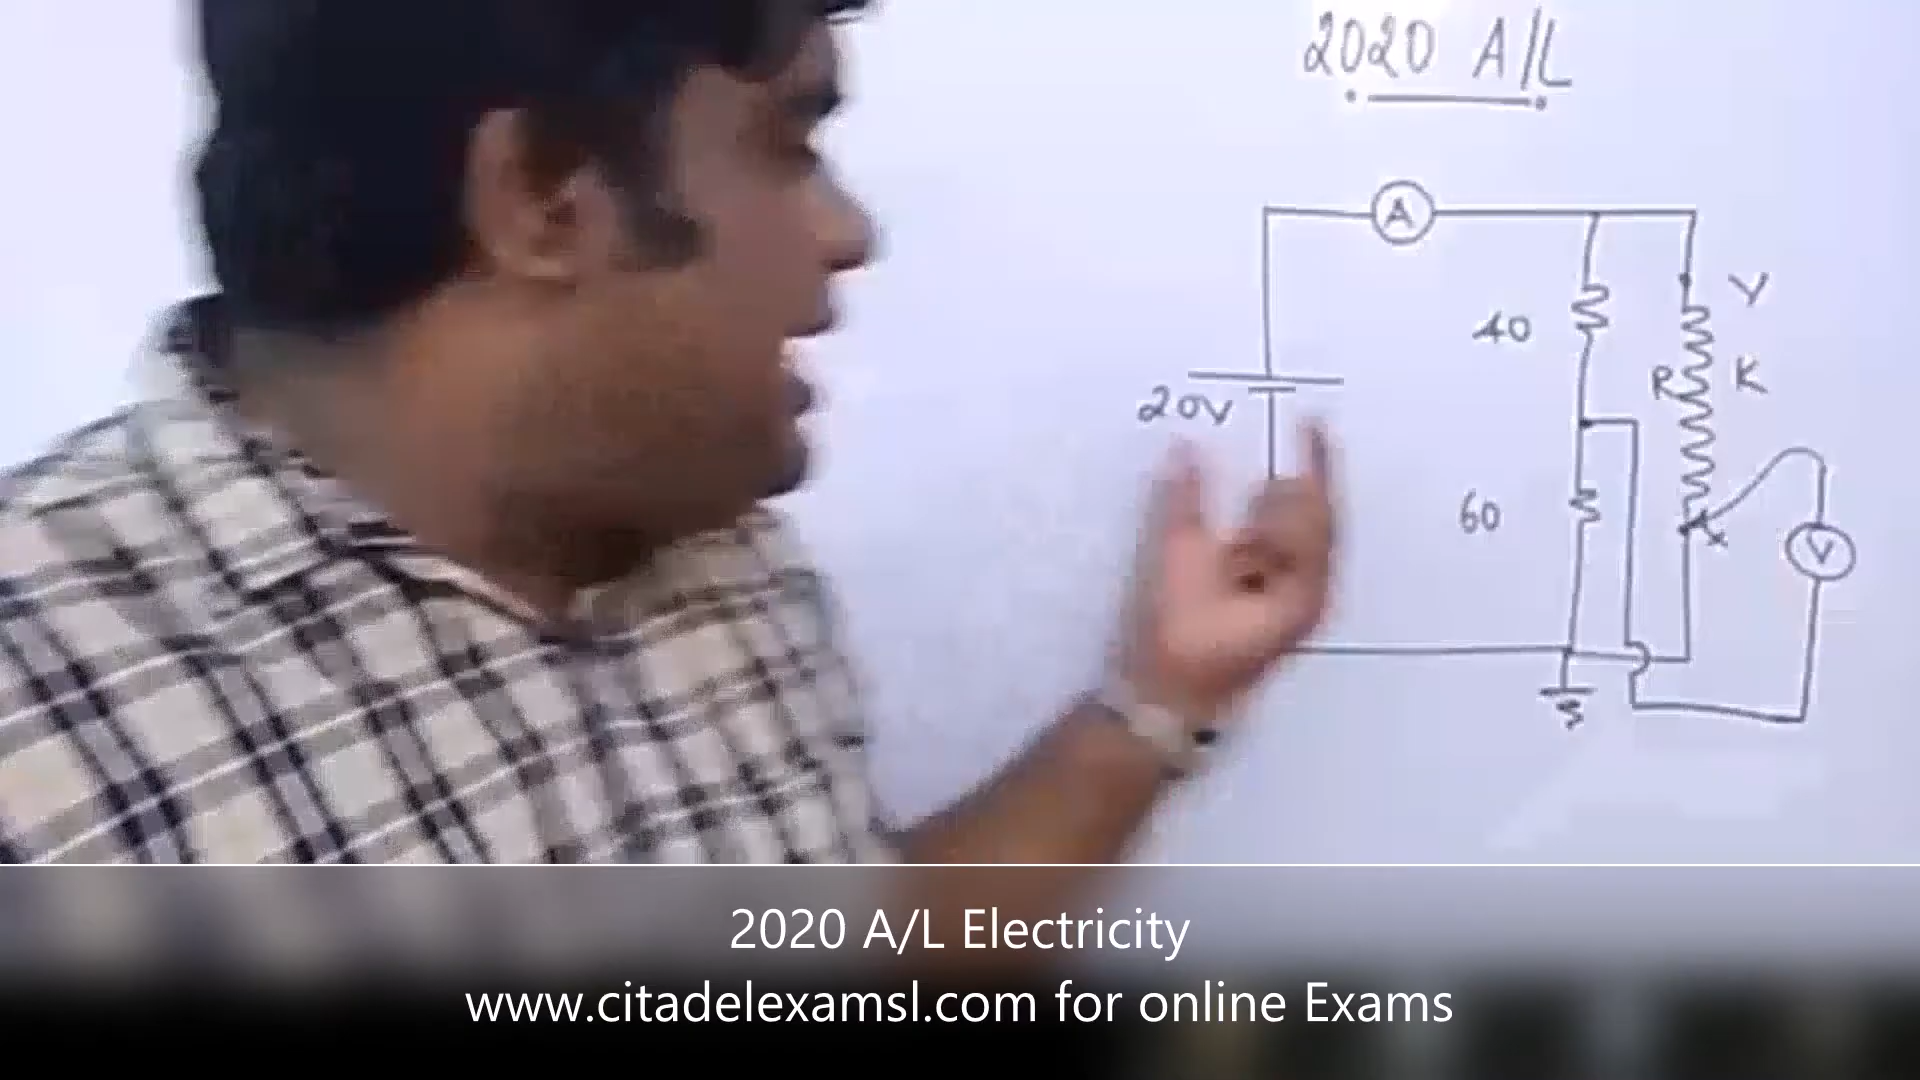 2020 A/L
A
Y
40
R
K
20V
60
X
V
2020 A/L Electricity
www.citadelexamsl.com for online Exams